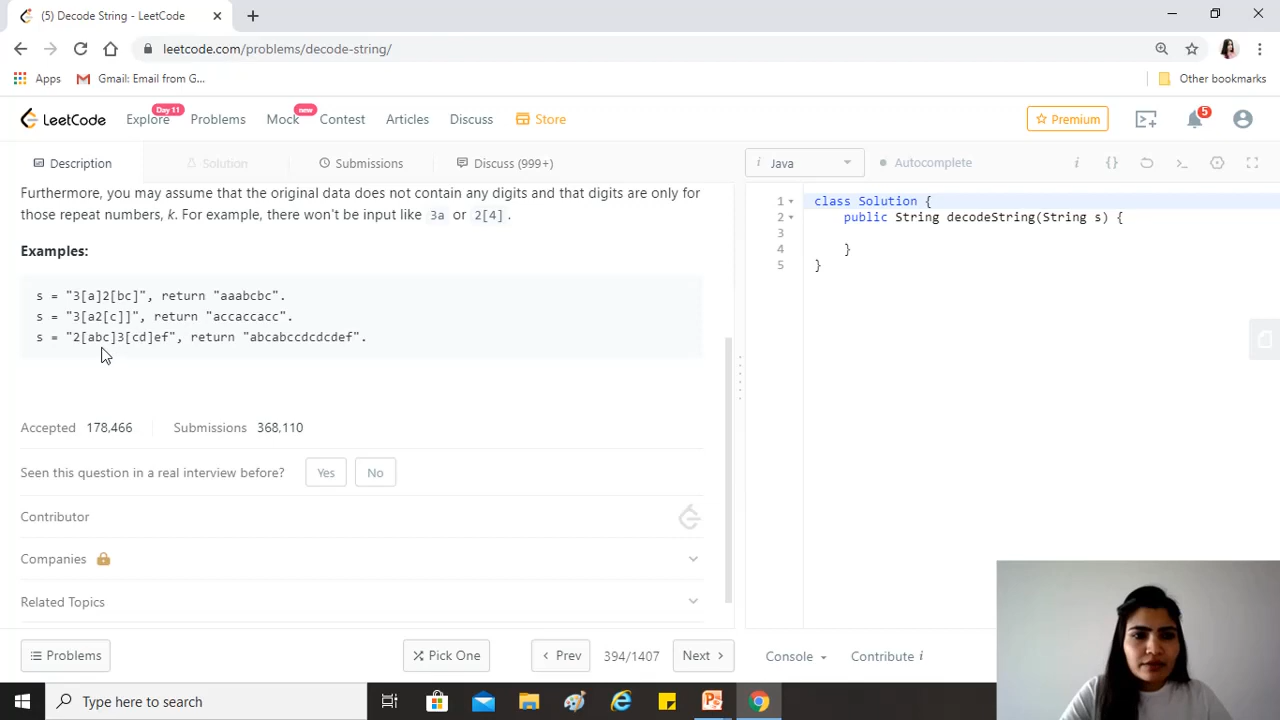 (5) Decode String - LeetCode
leetcode.com/problems/decode-string/
Apps Gmail: Email from G... Other bookmarks
LeetCode Explore Day 11 Problems Mock new Contest Articles Discuss Store Premium 5
Description Solution Submissions Discuss (999+) i Java Autocomplete i {}
Furthermore, you may assume that the original data does not contain any digits and that digits are only for
those repeat numbers, k. For example, there won't be input like 3a or 2[4].
Examples:
s = "3[a]2[bc]", return "aaabcbc".
s = "3[a2[c]]", return "accaccacc".
s = "2[abc]3[cd]ef", return "abcabccdcdcdef".
Accepted 178,466 Submissions 368,110
Seen this question in a real interview before? Yes No
Contributor
Companies
Related Topics
Problems Pick One Prev 394/1407 Next
1 class Solution {
2 public String decodeString(String s) {
3
4 }
5 }
Console Contribute i
Type here to search